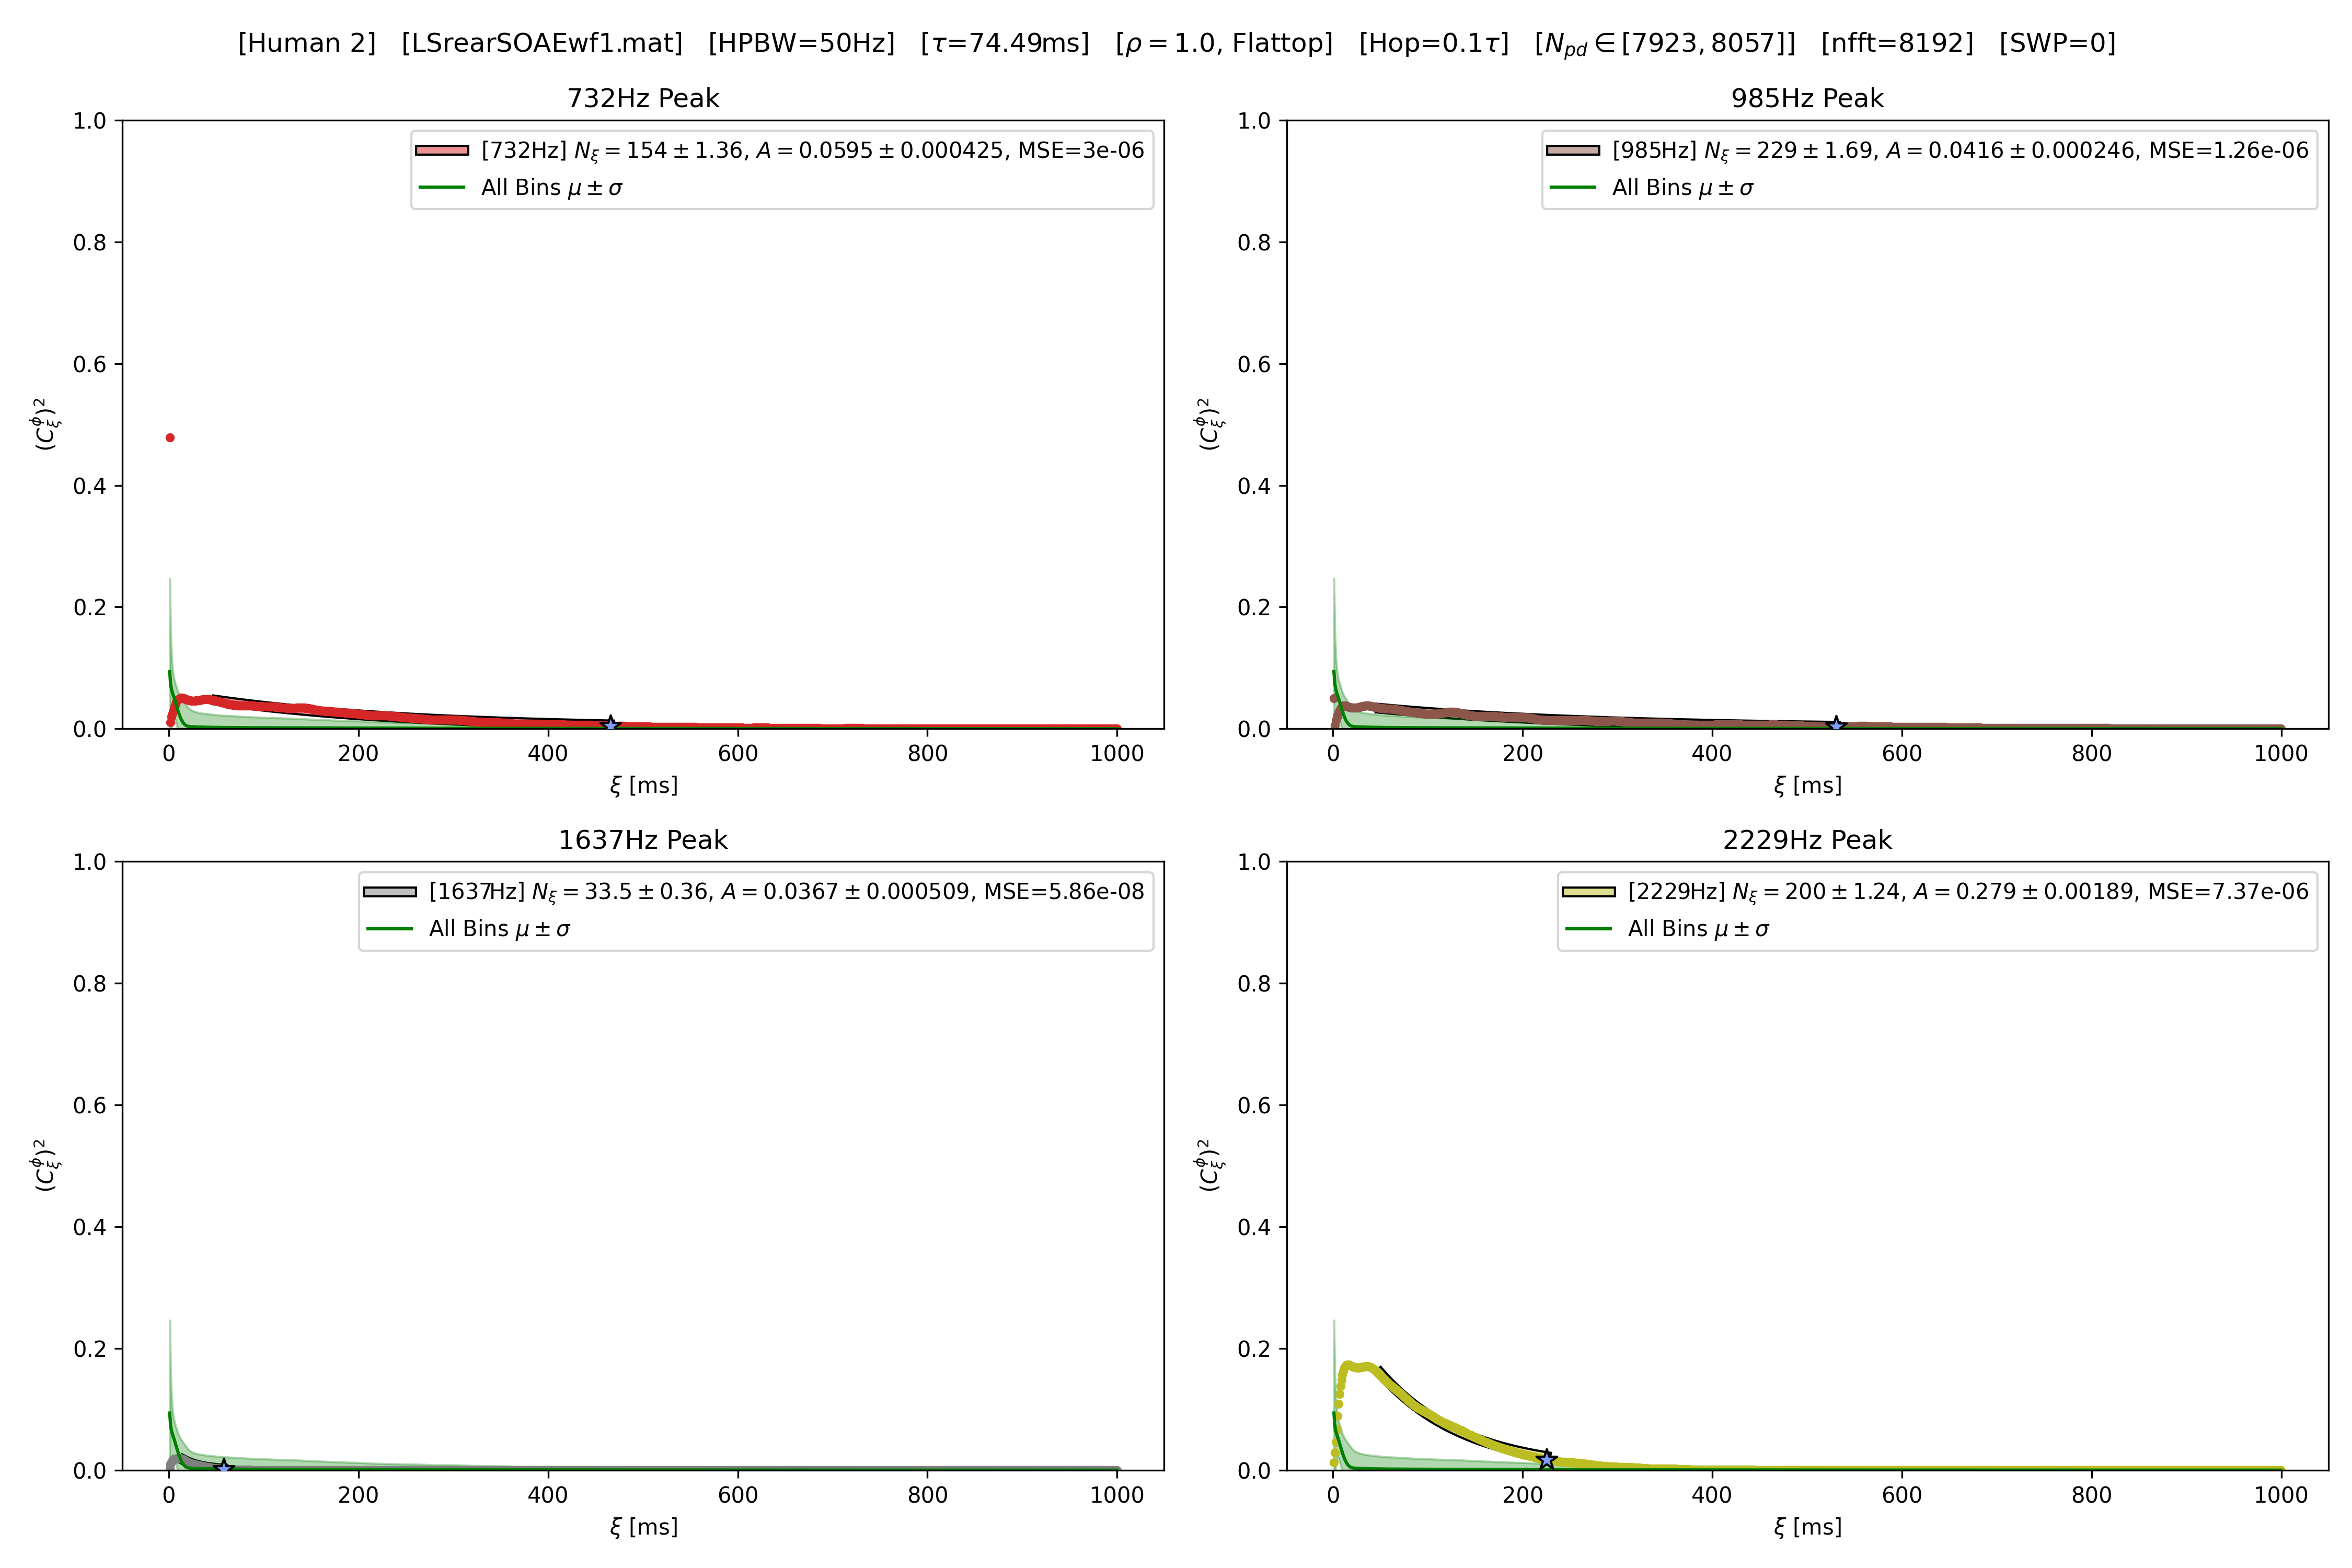 [Human 2] [LSrearSOAEwf1.mat] [HPBW=50Hz] [τ=74.49ms] [ρ = 1.0, Flattop] [Hop=0.1τ] [N_pd ∈ [7923, 8057]] [nfft=8192] [SWP=0]
732Hz Peak
[732Hz] N_ξ = 154 ± 1.36, A = 0.0595 ± 0.000425, MSE=3e-06
All Bins μ ± σ
1.0
0.8
0.6
0.4
0.2
0.0
(C_ξ^ϕ)²
0 200 400 600 800 1000
ξ [ms]
985Hz Peak
[985Hz] N_ξ = 229 ± 1.69, A = 0.0416 ± 0.000246, MSE=1.26e-06
All Bins μ ± σ
1.0
0.8
0.6
0.4
0.2
0.0
(C_ξ^ϕ)²
0 200 400 600 800 1000
ξ [ms]
1637Hz Peak
[1637Hz] N_ξ = 33.5 ± 0.36, A = 0.0367 ± 0.000509, MSE=5.86e-08
All Bins μ ± σ
1.0
0.8
0.6
0.4
0.2
0.0
(C_ξ^ϕ)²
0 200 400 600 800 1000
ξ [ms]
2229Hz Peak
[2229Hz] N_ξ = 200 ± 1.24, A = 0.279 ± 0.00189, MSE=7.37e-06
All Bins μ ± σ
1.0
0.8
0.6
0.4
0.2
0.0
(C_ξ^ϕ)²
0 200 400 600 800 1000
ξ [ms]